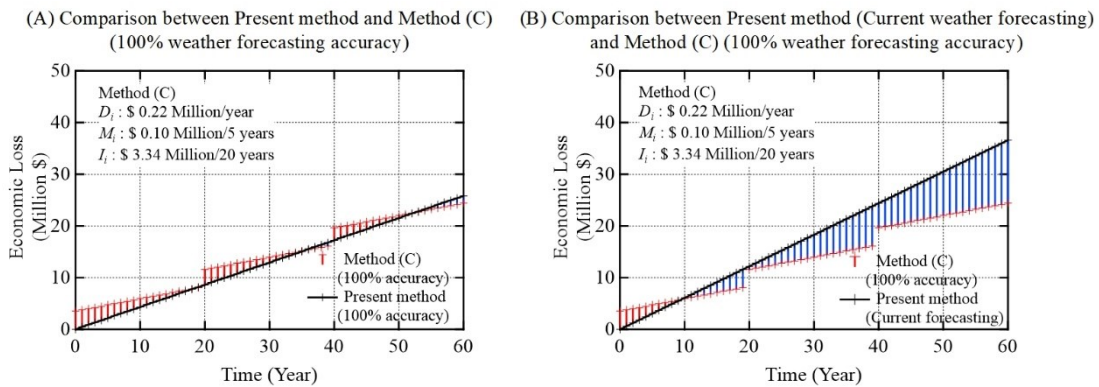 (A) Comparison between Present method and Method (C)
(100% weather forecasting accuracy)
50
40
30
20
10
0
Economic Loss
(Million $)
Method (C)
Di : $ 0.22 Million/year
Mi : $ 0.10 Million/5 years
Ii : $ 3.34 Million/20 years
Method (C)
(100% accuracy)
Present method
(100% accuracy)
0 10 20 30 40 50 60
Time (Year)
(B) Comparison between Present method (Current weather forecasting)
and Method (C) (100% weather forecasting accuracy)
50
40
30
20
10
0
Economic Loss
(Million $)
Method (C)
Di : $ 0.22 Million/year
Mi : $ 0.10 Million/5 years
Ii : $ 3.34 Million/20 years
Method (C)
(100% accuracy)
Present method
(Current forecasting)
0 10 20 30 40 50 60
Time (Year)